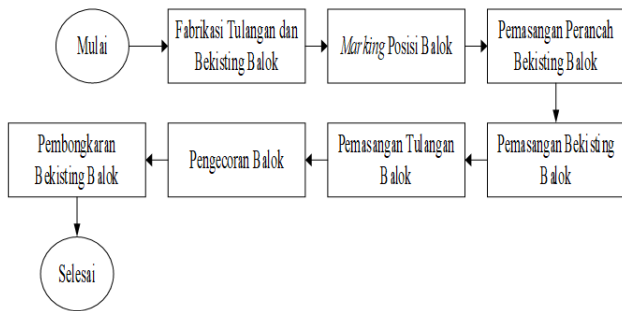 Mulai
Fabrikasi Tulangan dan
Bekisting Balok
Marking Posisi Balok
Pemasangan Perancah
Bekisting Balok
Pemasangan Bekisting
Balok
Pemasangan Tulangan
Balok
Pengecoran Balok
Pembongkaran
Bekisting Balok
Selesai